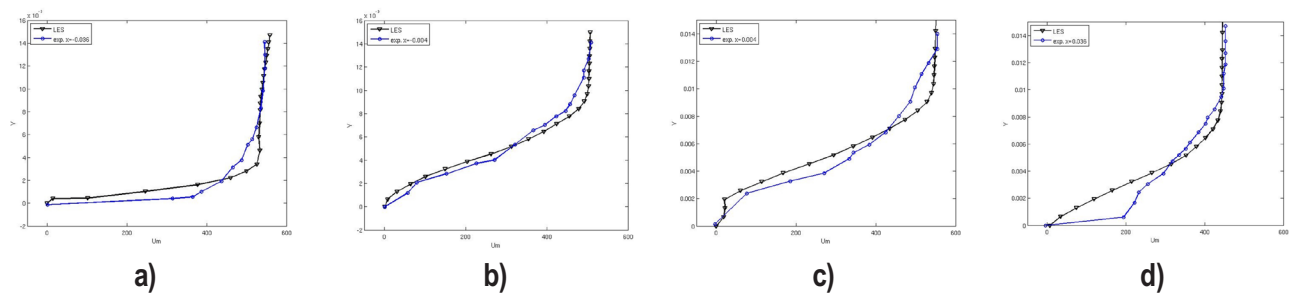 x 10⁻³
LES
exp. x=-0.036
16
14
12
10
8
6
4
2
0
-2
Y
0 200 400 600
Um
a)
x 10⁻³
LES
exp. x=-0.004
16
14
12
10
8
6
4
2
0
-2
Y
0 200 400 600
Um
b)
LES
exp. x=0.004
0.014
0.012
0.01
0.008
0.006
0.004
0.002
0
Y
0 200 400 600
Um
c)
LES
exp. x=0.036
0.014
0.012
0.01
0.008
0.006
0.004
0.002
0
Y
0 200 400 600
Um
d)